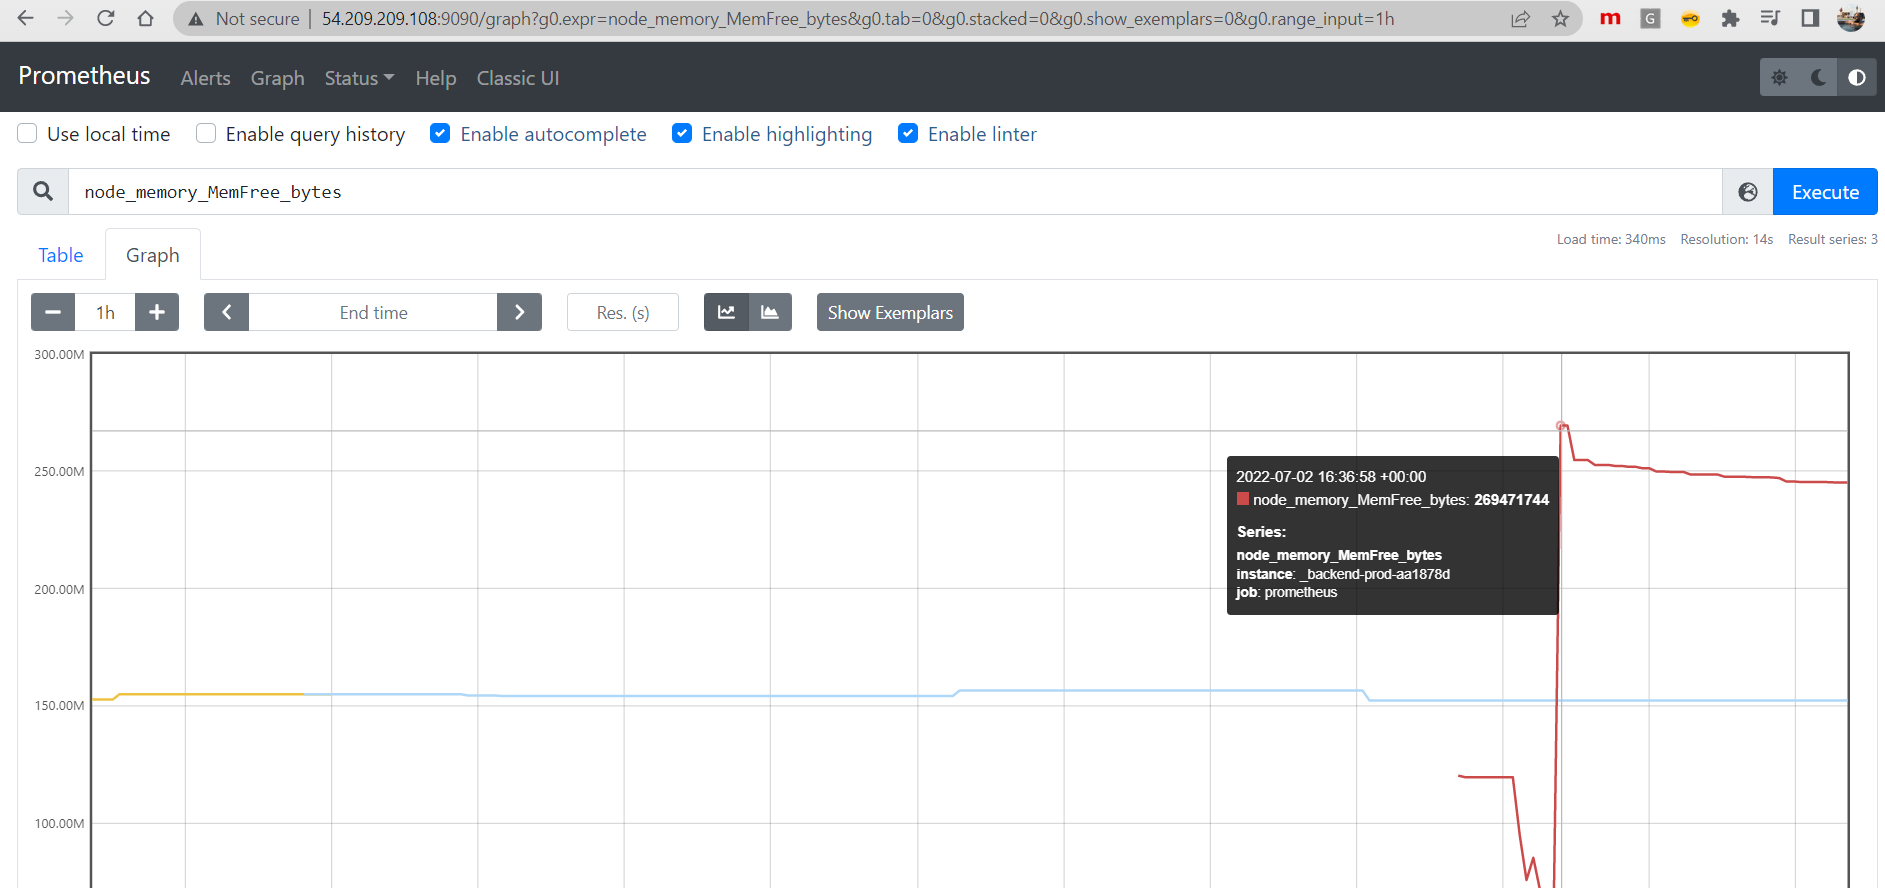 Not secure
54.209.209.108:9090/graph?g0.expr=node_memory_MemFree_bytes&g0.tab=0&g0.stacked=0&g0.show_exemplars=0&g0.range_input=1h
m G
Prometheus Alerts Graph Status Help Classic UI
Use local time Enable query history Enable autocomplete Enable highlighting Enable linter
node_memory_MemFree_bytes Execute
Load time: 340ms Resolution: 14s Result series: 3
Table Graph
1h End time Res. (s) Show Exemplars
300.00M
250.00M
2022-07-02 16:36:58 +00:00
node_memory_MemFree_bytes: 269471744
Series:
node_memory_MemFree_bytes
instance: _backend-prod-aa1878d
job: prometheus
200.00M
150.00M
100.00M